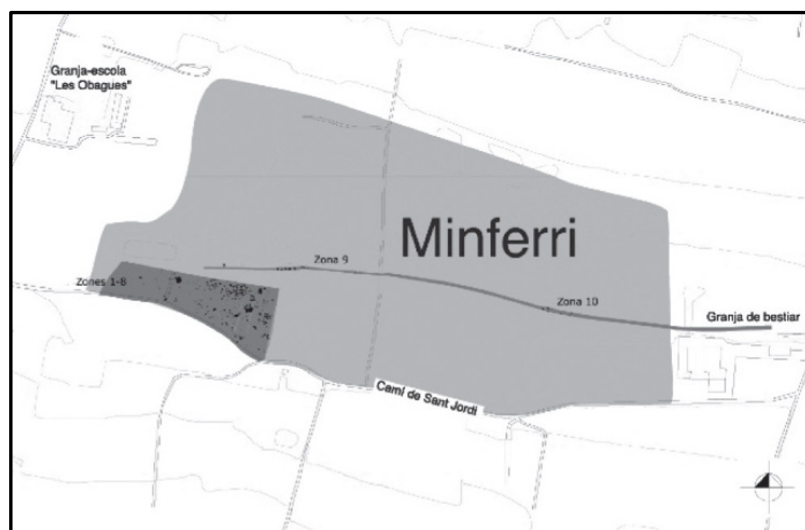 Granja-escola
"Les Obagues"
Minferri
Zona 9
Zones 1-8
Zona 10
Granja de bestiar
Camí de Sant Jordi